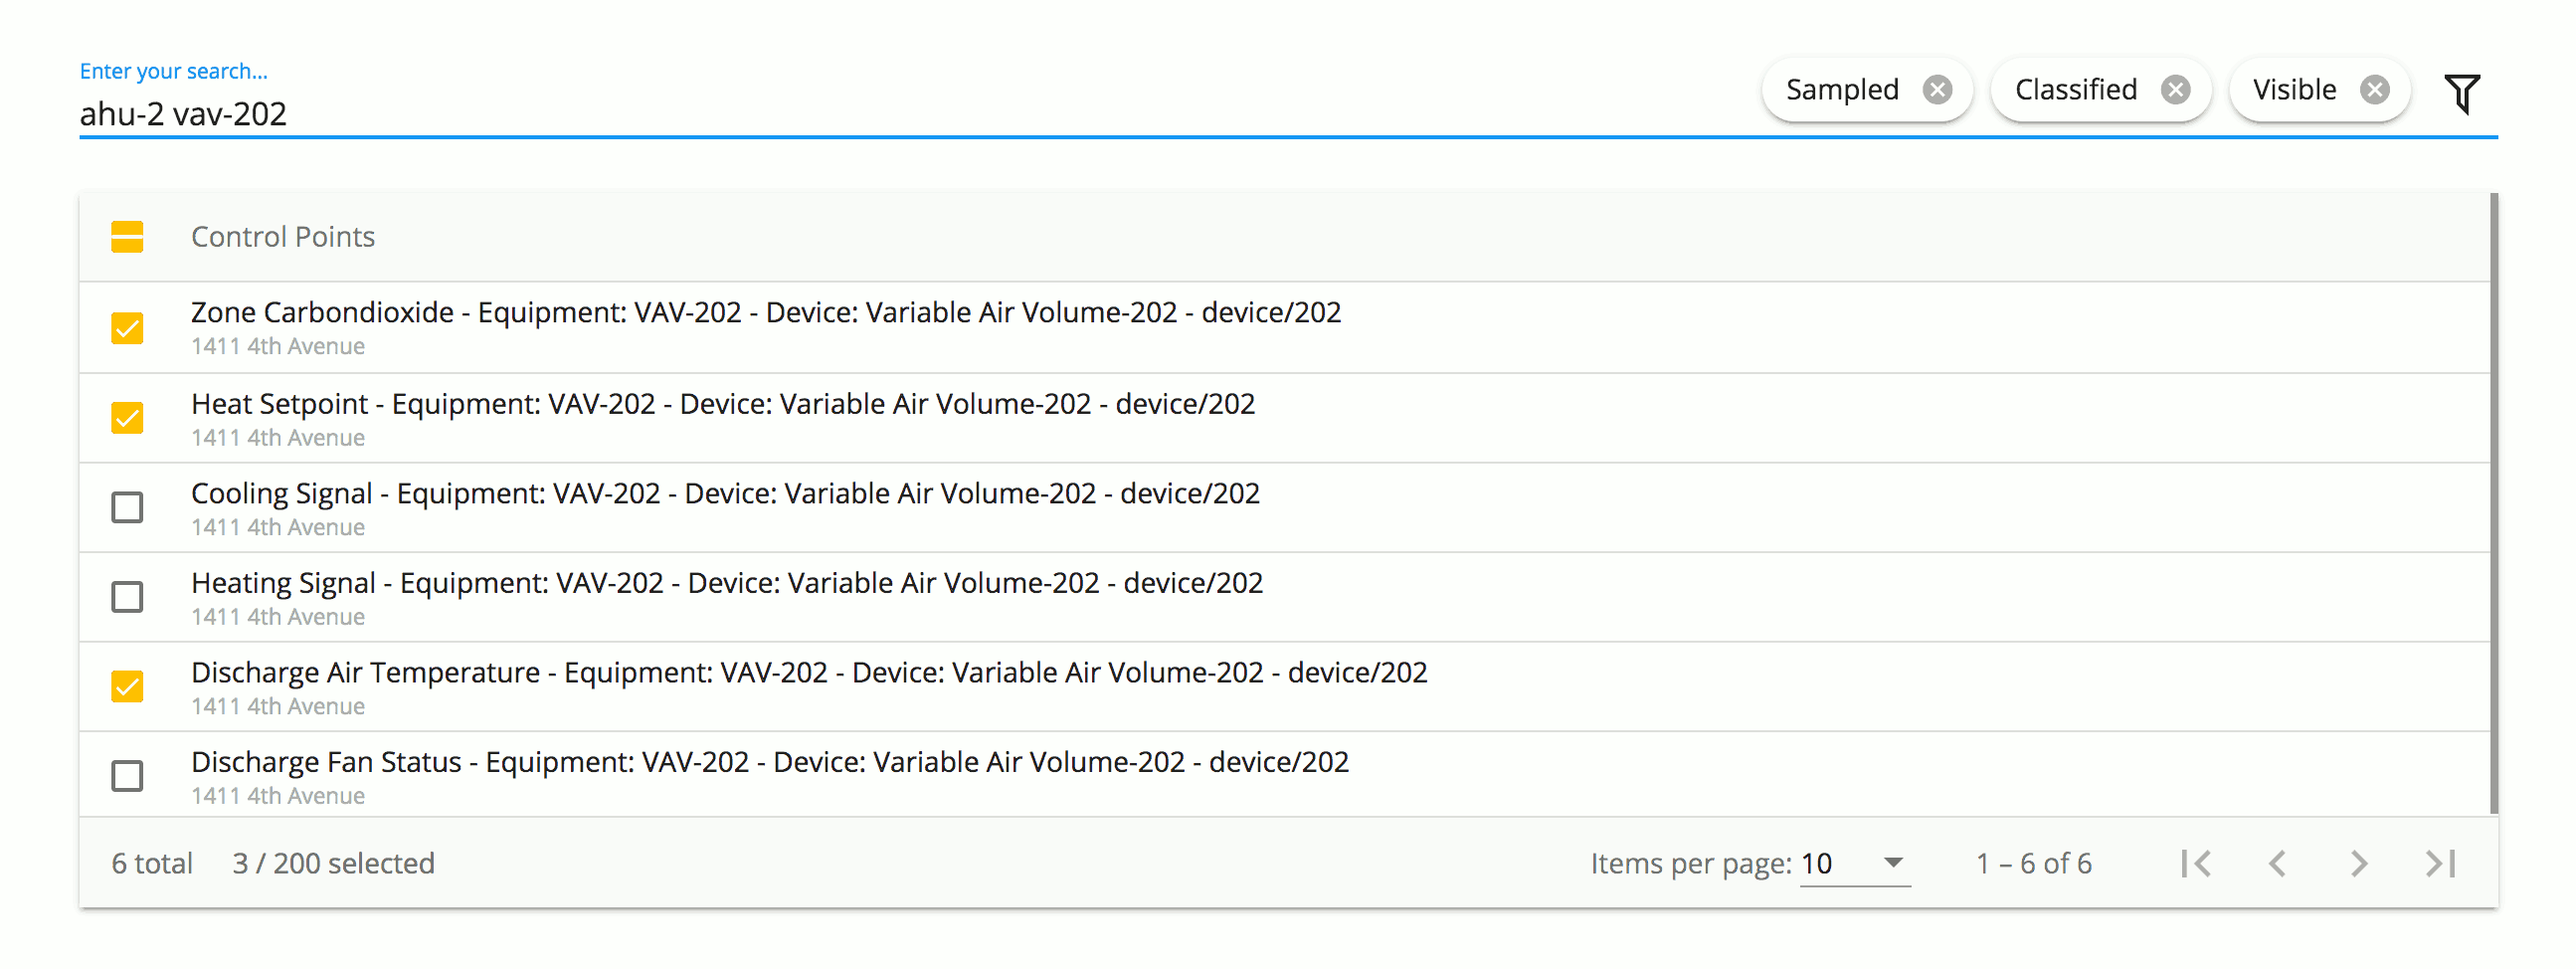 Enter your search...
ahu-2 vav-202
Sampled
Classified
Visible
Control Points
Zone Carbondioxide - Equipment: VAV-202 - Device: Variable Air Volume-202 - device/202
1411 4th Avenue
Heat Setpoint - Equipment: VAV-202 - Device: Variable Air Volume-202 - device/202
1411 4th Avenue
Cooling Signal - Equipment: VAV-202 - Device: Variable Air Volume-202 - device/202
1411 4th Avenue
Heating Signal - Equipment: VAV-202 - Device: Variable Air Volume-202 - device/202
1411 4th Avenue
Discharge Air Temperature - Equipment: VAV-202 - Device: Variable Air Volume-202 - device/202
1411 4th Avenue
Discharge Fan Status - Equipment: VAV-202 - Device: Variable Air Volume-202 - device/202
1411 4th Avenue
6 total 3 / 200 selected Items per page: 10 1 – 6 of 6